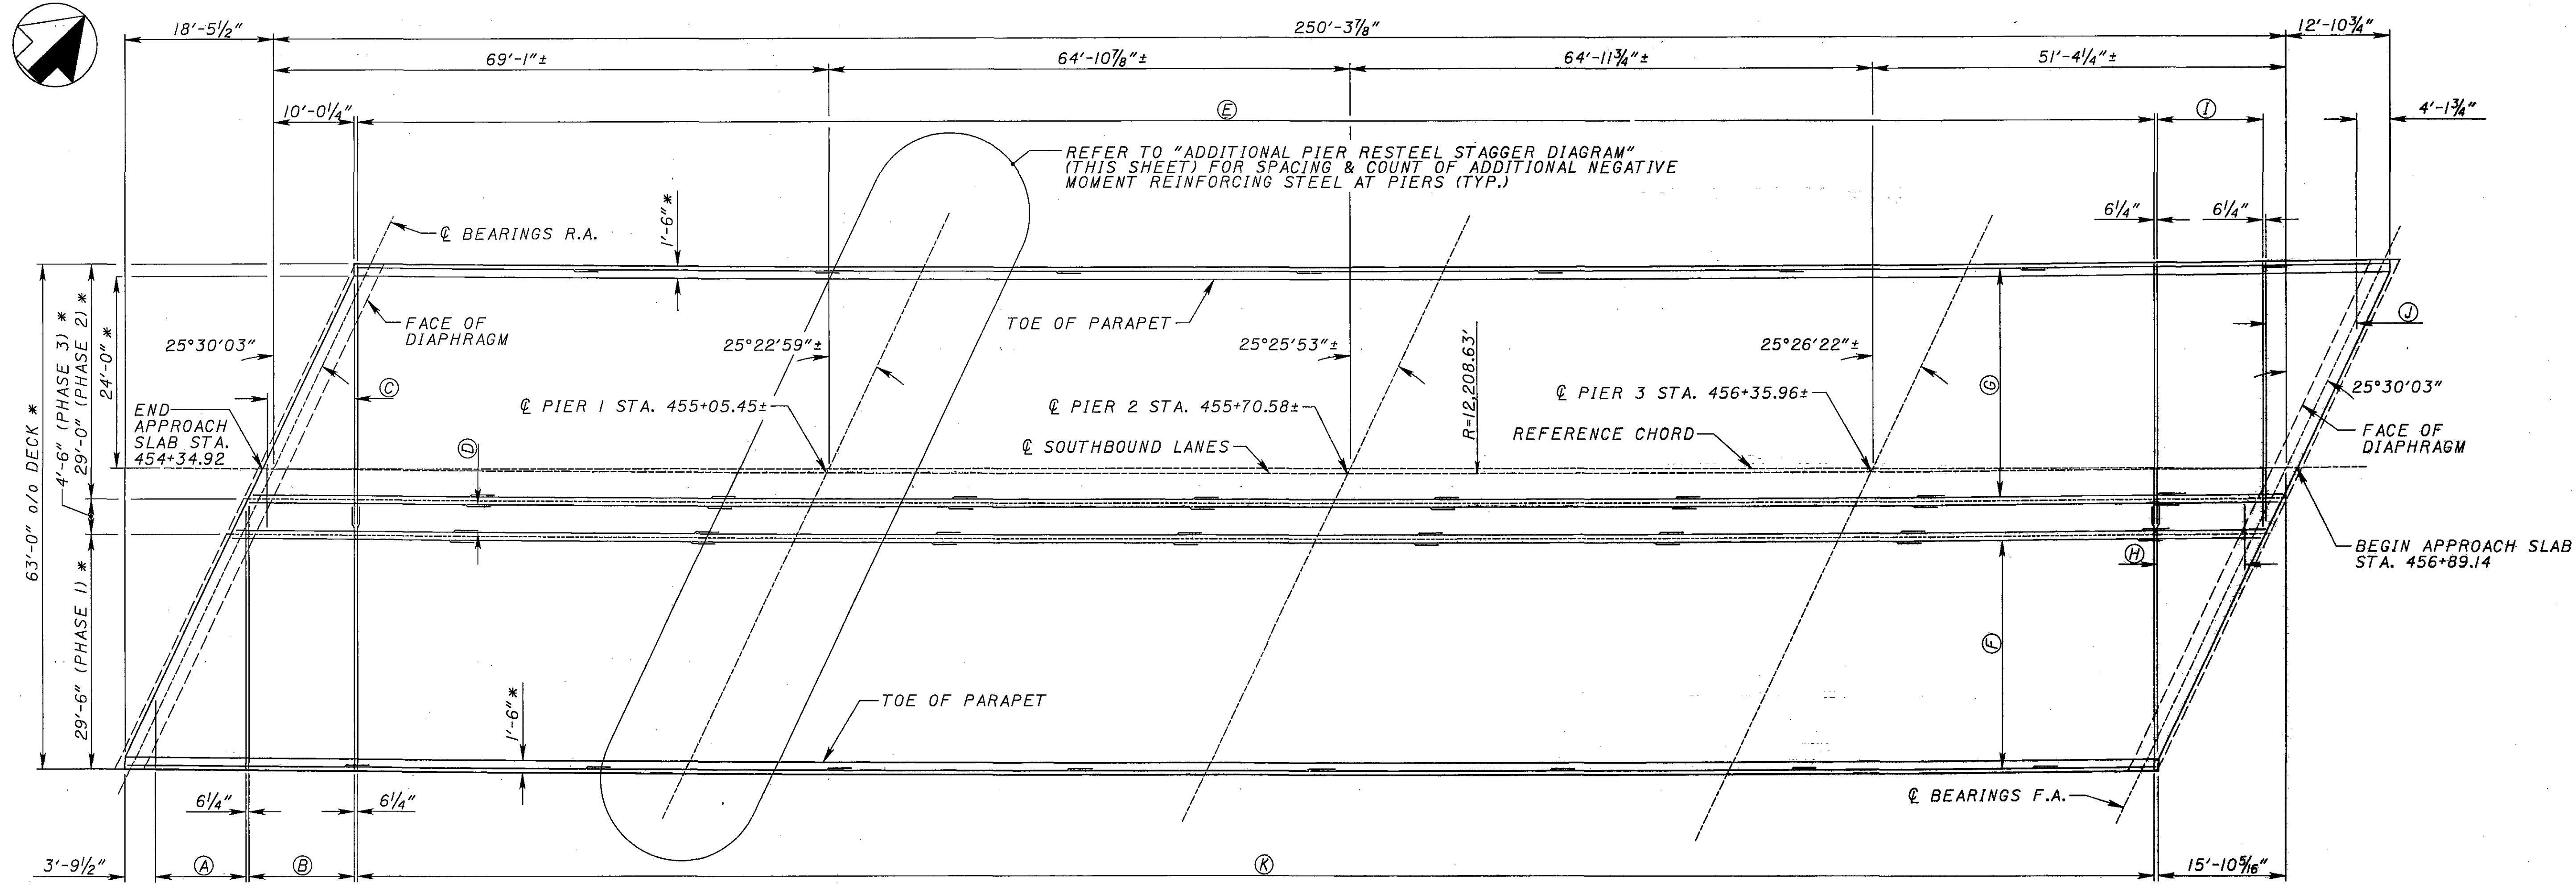 18'-5½"
250'-3⅞"
12'-10¾"
69'-1"±
64'-10⅞"±
64'-11¾"±
51'-4¼"±
10'-0¼"
Ⓔ
Ⓘ
4'-1¾"
REFER TO "ADDITIONAL PIER RESTEEL STAGGER DIAGRAM"
(THIS SHEET) FOR SPACING & COUNT OF ADDITIONAL NEGATIVE
MOMENT REINFORCING STEEL AT PIERS (TYP.)
1'-6"*
6¼"
6¼"
℄ BEARINGS R.A.
FACE OF
DIAPHRAGM
TOE OF PARAPET
Ⓙ
25°30'03"
25°22'59"±
25°25'53"±
25°26'22"±
25°30'03"
63'-0" o/o DECK *
4'-6" (PHASE 3) *
29'-0" (PHASE 2) *
24'-0" *
29'-6" (PHASE 1) *
Ⓒ
Ⓖ
END
APPROACH
SLAB STA.
454+34.92
℄ PIER 1 STA. 455+05.45±
℄ PIER 2 STA. 455+70.58±
℄ PIER 3 STA. 456+35.96±
R=12,208.63'
℄ SOUTHBOUND LANES
REFERENCE CHORD
FACE OF
DIAPHRAGM
Ⓓ
Ⓗ
BEGIN APPROACH SLAB
STA. 456+89.14
Ⓕ
1'-6"*
TOE OF PARAPET
℄ BEARINGS F.A.
6¼"
6¼"
3'-9½"
Ⓐ
Ⓑ
Ⓚ
15'-10 5/16"